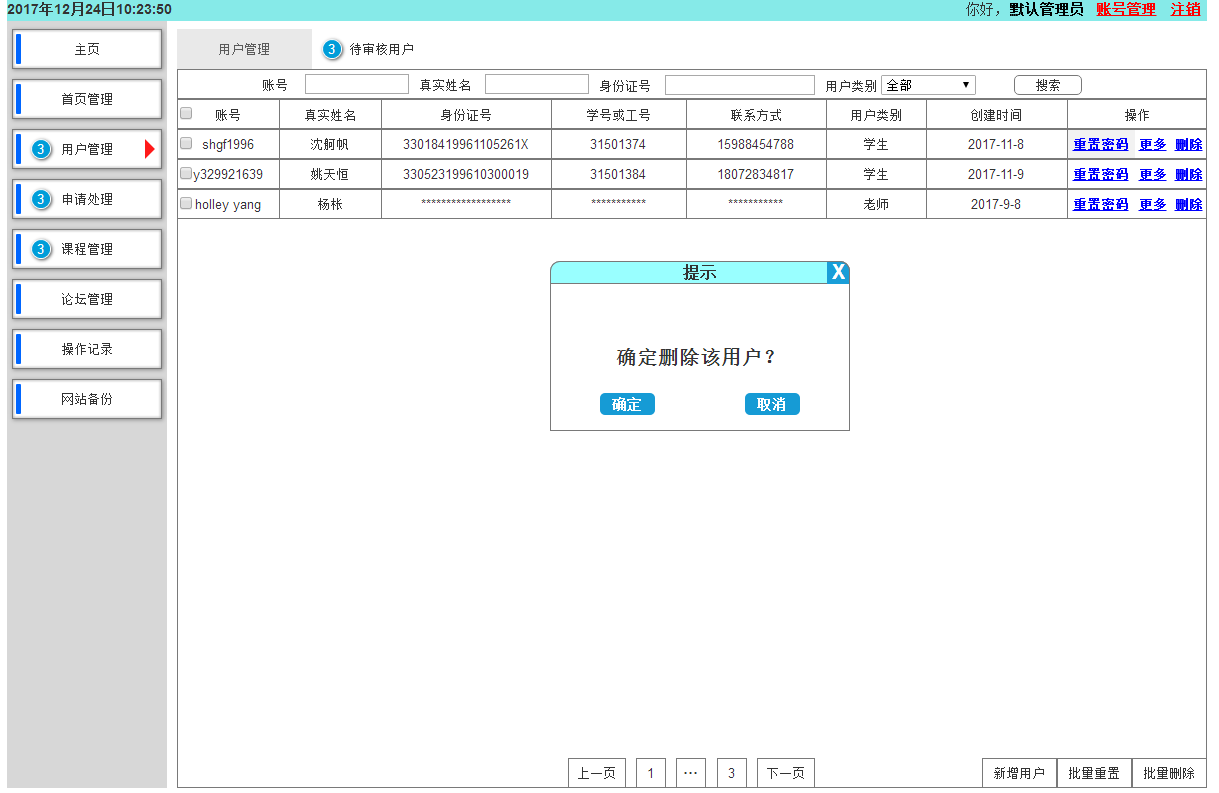 2017年12月24日10:23:50 你好，默认管理员 账号管理 注销
主页
首页管理
3 用户管理
3 申请处理
3 课程管理
论坛管理
操作记录
网站备份
用户管理 3 待审核用户
账号 真实姓名 身份证号 用户类别 全部 搜索
账号 真实姓名 身份证号 学号或工号 联系方式 用户类别 创建时间 操作
shgf1996 沈舸帆 33018419961105261X 31501374 15988454788 学生 2017-11-8 重置密码 更多 删除
y329921639 姚天恒 330523199610300019 31501384 18072834817 学生 2017-11-9 重置密码 更多 删除
holley yang 杨枨 ****************** *********** *********** 老师 2017-9-8 重置密码 更多 删除
提示 X
确定删除该用户？
确定 取消
上一页 1 ··· 3 下一页 新增用户 批量重置 批量删除